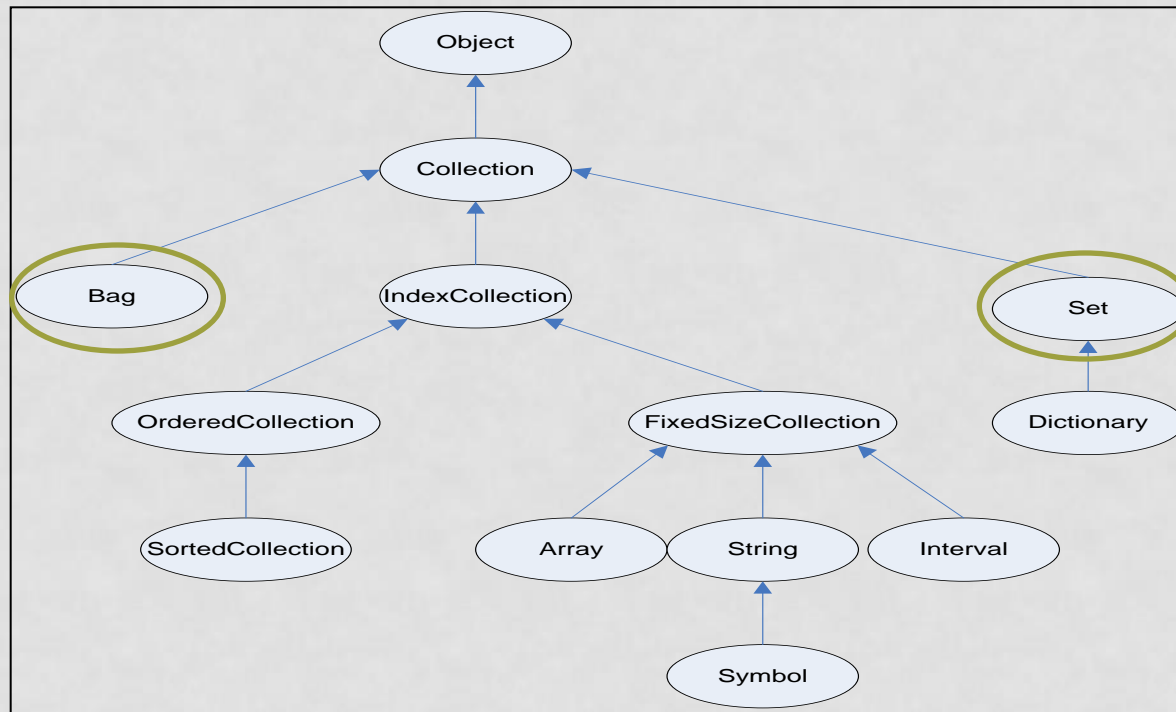 Object
Collection
Bag
IndexCollection
Set
OrderedCollection
FixedSizeCollection
Dictionary
SortedCollection
Array
String
Interval
Symbol